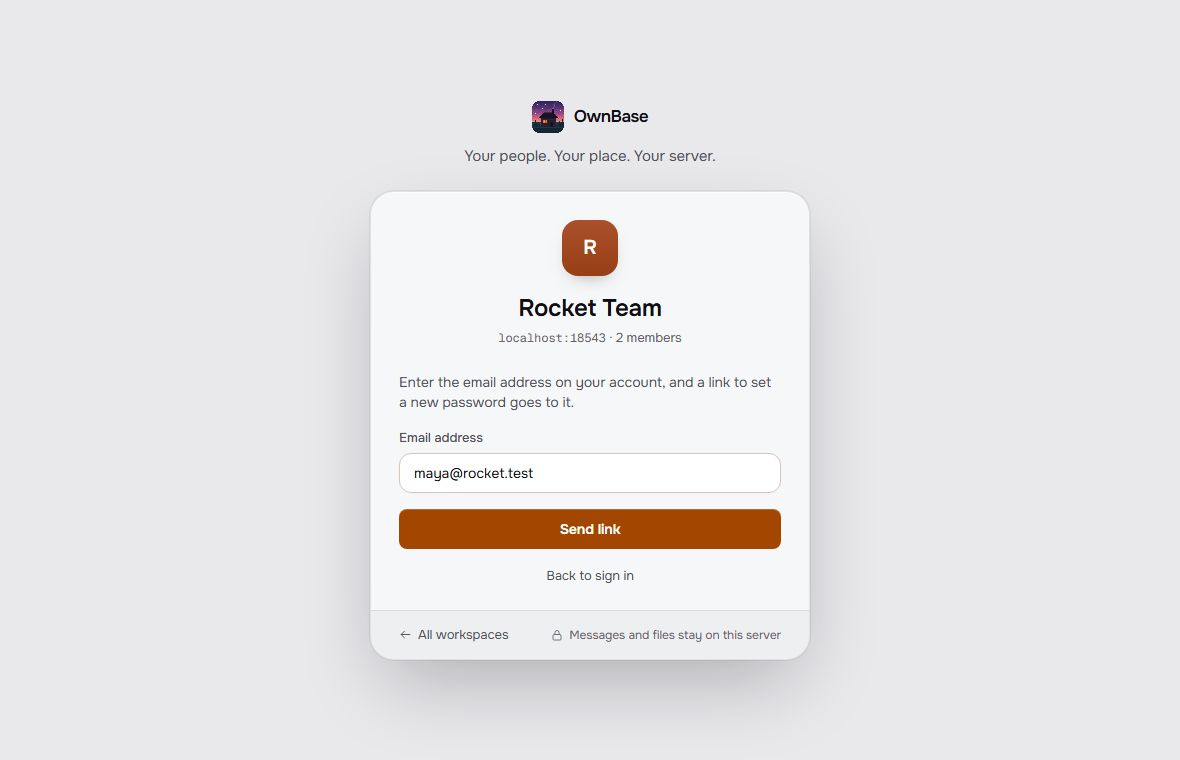 OwnBase
Your people. Your place. Your server.
R
Rocket Team
localhost:18543 · 2 members
Enter the email address on your account, and a link to set
a new password goes to it.
Email address
maya@rocket.test
Send link
Back to sign in
← All workspaces
Messages and files stay on this server